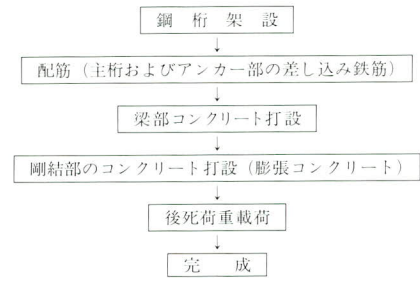 鋼桁架設
配筋（主桁およびアンカー部の差し込み鉄筋）
梁部コンクリート打設
剛結部のコンクリート打設（膨張コンクリート）
後死荷重載荷
完成